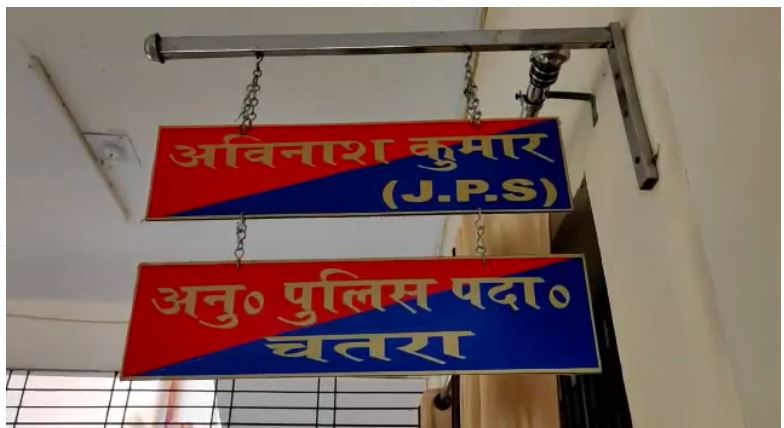 अविनाश कुमार
(J.P.S)
अनु० पुलिस पदा०
चतरा